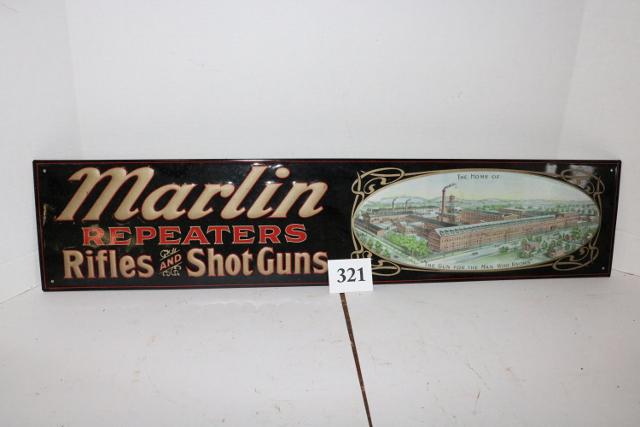 Marlin
REPEATERS
Rifles AND Shot Guns
THE HOME OF
"THE GUN FOR THE MAN WHO KNOWS"
321